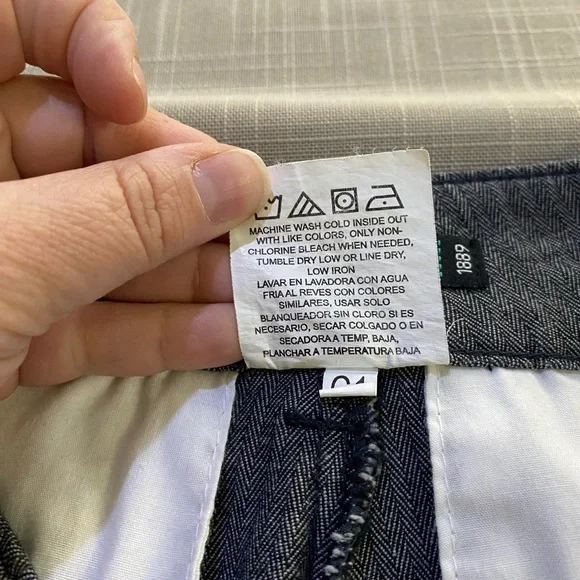 MACHINE WASH COLD INSIDE OUT
WITH LIKE COLORS, ONLY NON-
CHLORINE BLEACH WHEN NEEDED,
TUMBLE DRY LOW OR LINE DRY,
LOW IRON
LAVAR EN LAVADORA CON AGUA
FRIA AL REVES CON COLORES
SIMILARES, USAR SOLO
BLANQUEADOR SIN CLORO SI ES
NECESARIO, SECAR COLGADO O EN
SECADORA A TEMP, BAJA,
PLANCHAR A TEMPERATURA BAJA
1889